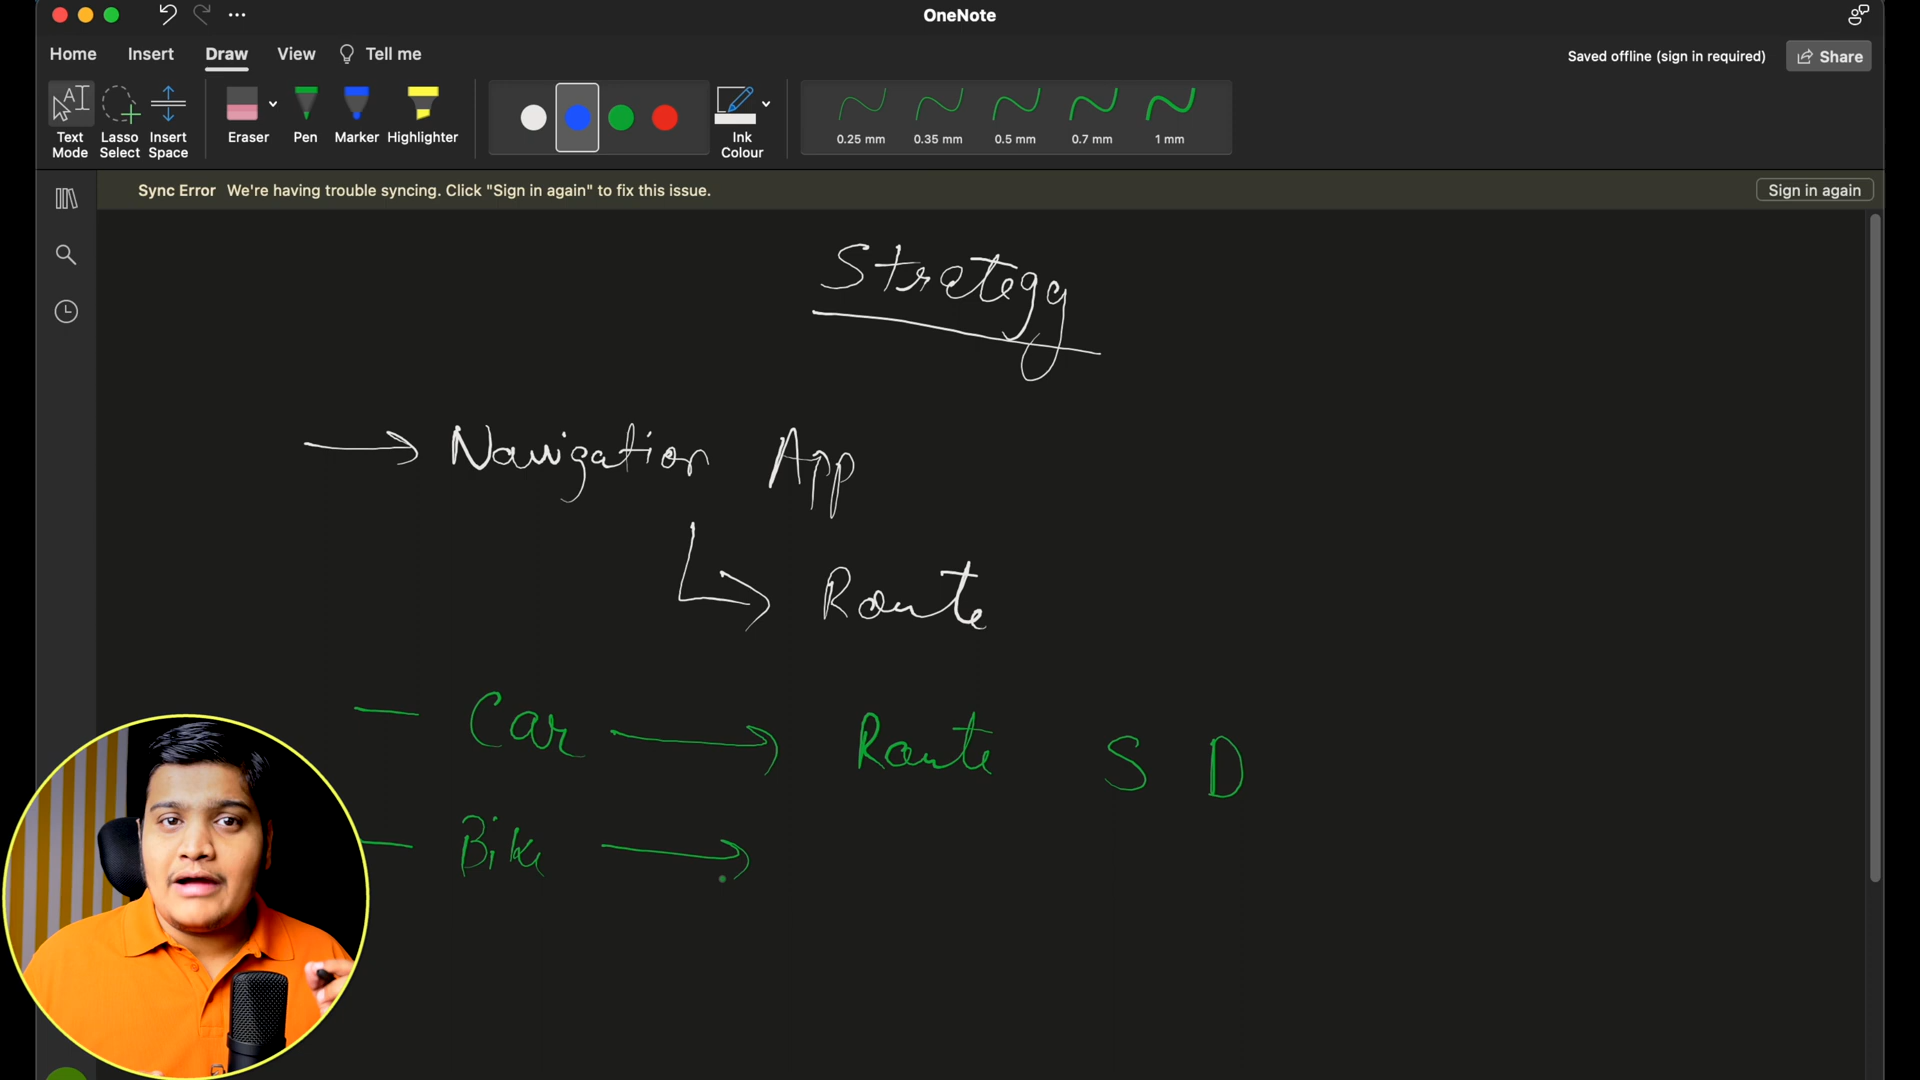 OneNote
Home Insert Draw View Tell me
Saved offline (sign in required) Share
Text Mode
Lasso Select
Insert Space
Eraser
Pen
Marker
Highlighter
Ink Colour
0.25 mm 0.35 mm 0.5 mm 0.7 mm 1 mm
Sync Error We're having trouble syncing. Click "Sign in again" to fix this issue. Sign in again
Strategy
→ Navigation App
Route
— Car → Route S D
— Bike →